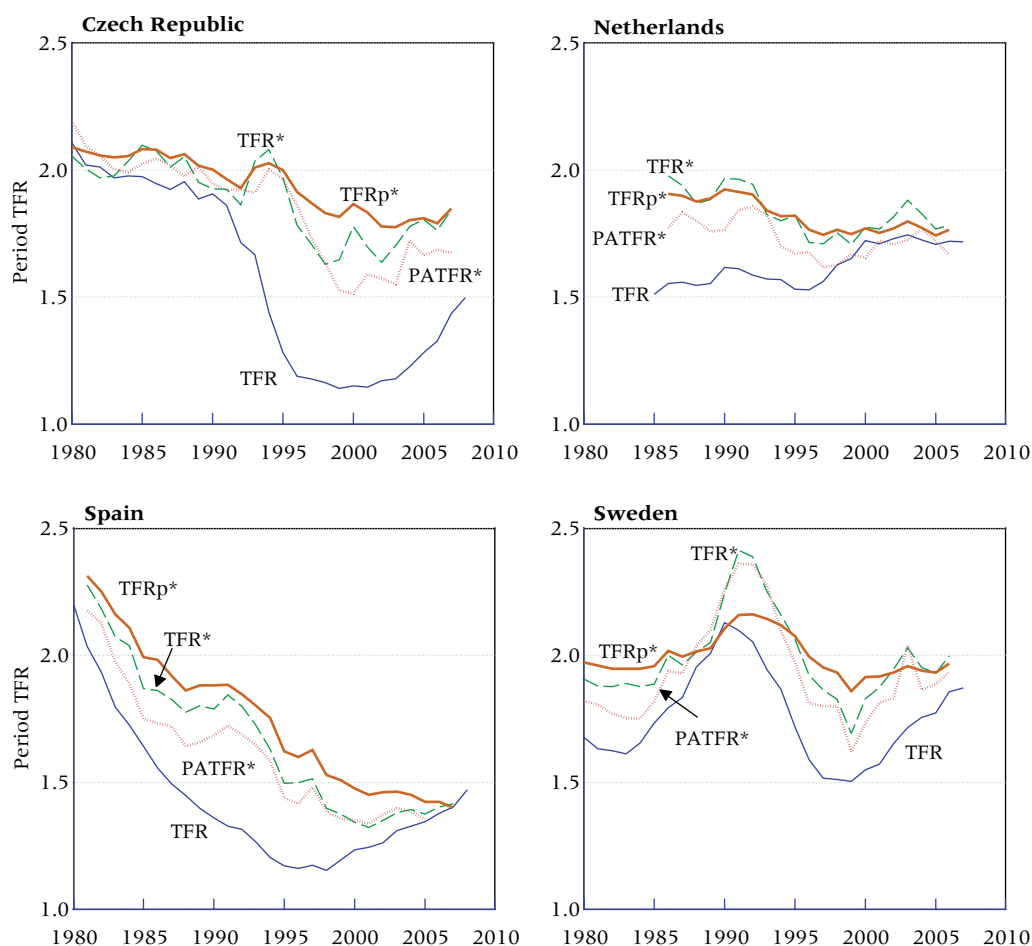 Czech Republic
2.5
2.0
1.5
1.0
Period TFR
TFR*
TFRp*
PATFR*
TFR
1980 1985 1990 1995 2000 2005 2010
Netherlands
2.5
2.0
1.5
1.0
TFR*
TFRp*
PATFR*
TFR
1980 1985 1990 1995 2000 2005 2010
Spain
2.5
2.0
1.5
1.0
Period TFR
TFRp*
TFR*
PATFR*
TFR
1980 1985 1990 1995 2000 2005 2010
Sweden
2.5
2.0
1.5
1.0
TFR*
TFRp*
PATFR*
TFR
1980 1985 1990 1995 2000 2005 2010